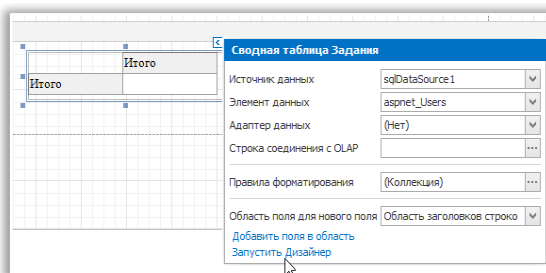 Итого
Итого
Сводная таблица Задания
Источник данных sqlDataSource1
Элемент данных aspnet_Users
Адаптер данных (Нет)
Строка соединения с OLAP
Правила форматирования (Коллекция)
Область поля для нового поля Область заголовков строко
Добавить поля в область
Запустить Дизайнер